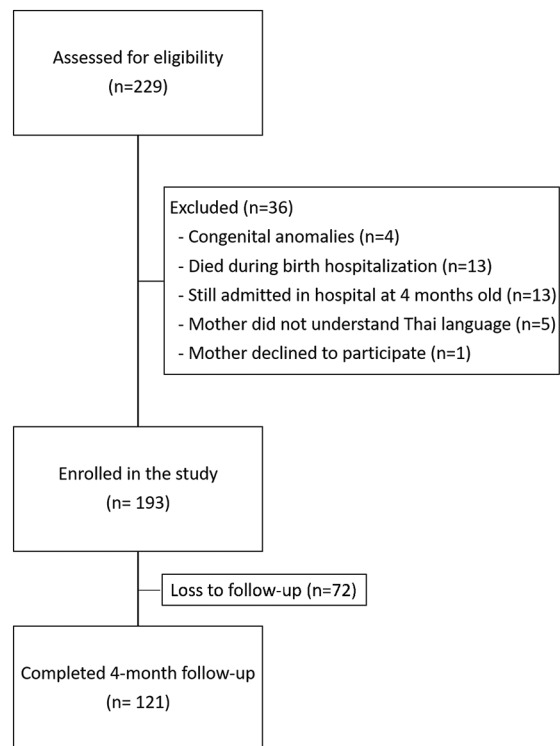 Assessed for eligibility
(n=229)
Excluded (n=36)
- Congenital anomalies (n=4)
- Died during birth hospitalization (n=13)
- Still admitted in hospital at 4 months old (n=13)
- Mother did not understand Thai language (n=5)
- Mother declined to participate (n=1)
Enrolled in the study
(n= 193)
Loss to follow-up (n=72)
Completed 4-month follow-up
(n= 121)